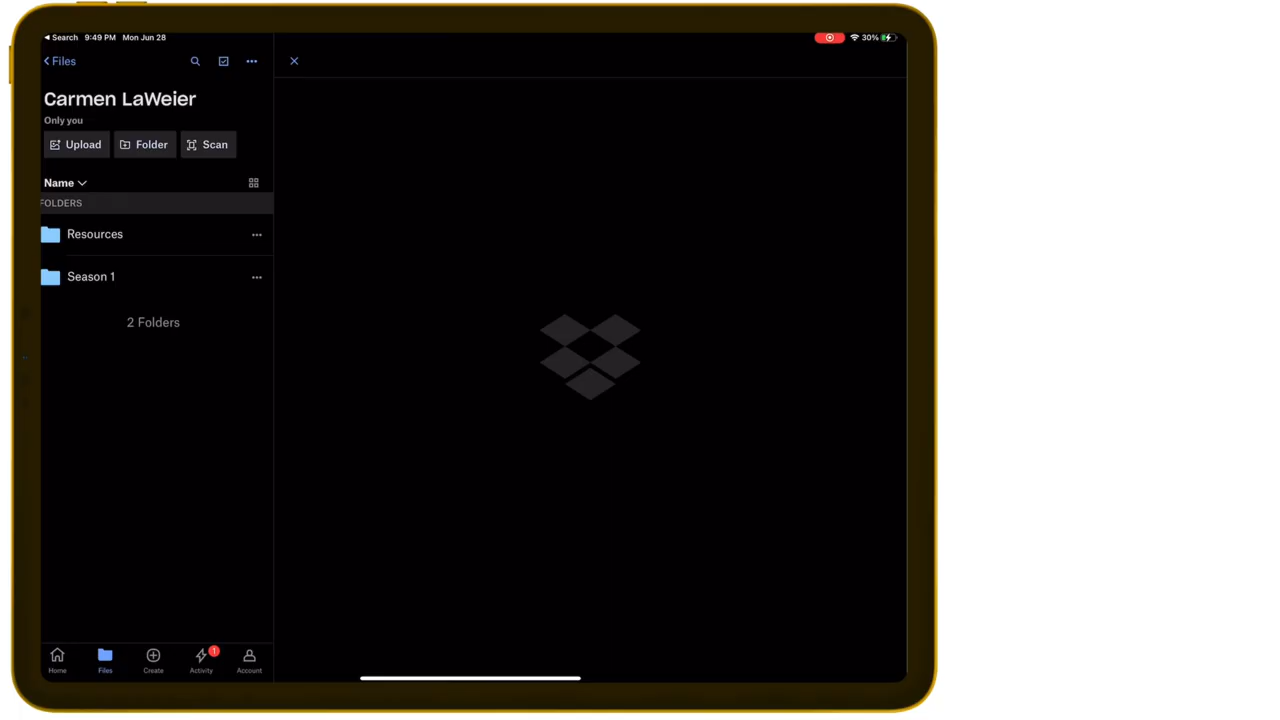 Search 9:49 PM Mon Jun 28 30%
Files
Carmen LaWeier
Only you
Upload Folder Scan
Name
FOLDERS
Resources
Season 1
2 Folders
1
Home Files Create Activity Account